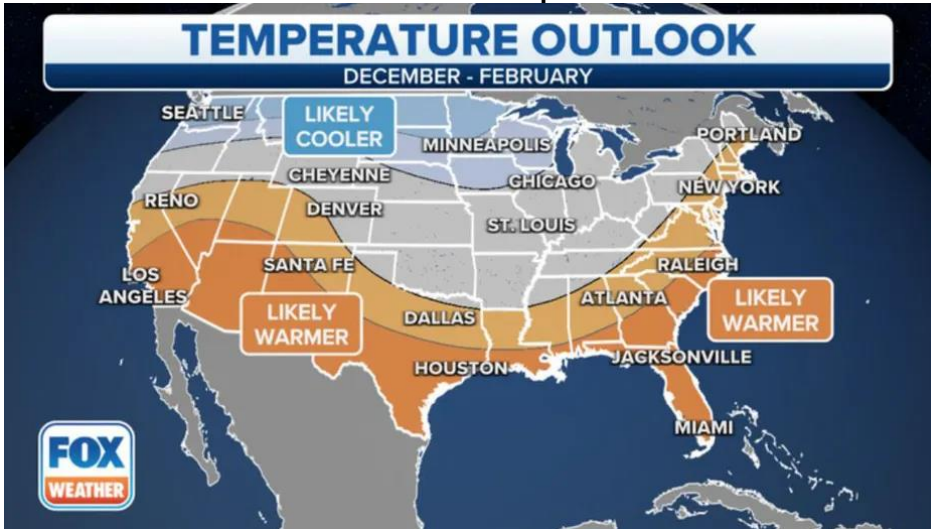 TEMPERATURE OUTLOOK
DECEMBER - FEBRUARY
SEATTLE
LIKELY
COOLER
MINNEAPOLIS
PORTLAND
CHEYENNE
CHICAGO
NEW YORK
RENO
DENVER
ST. LOUIS
LOS
ANGELES
SANTA FE
RALEIGH
ATLANTA
LIKELY
WARMER
DALLAS
LIKELY
WARMER
HOUSTON
JACKSONVILLE
MIAMI
FOX
WEATHER